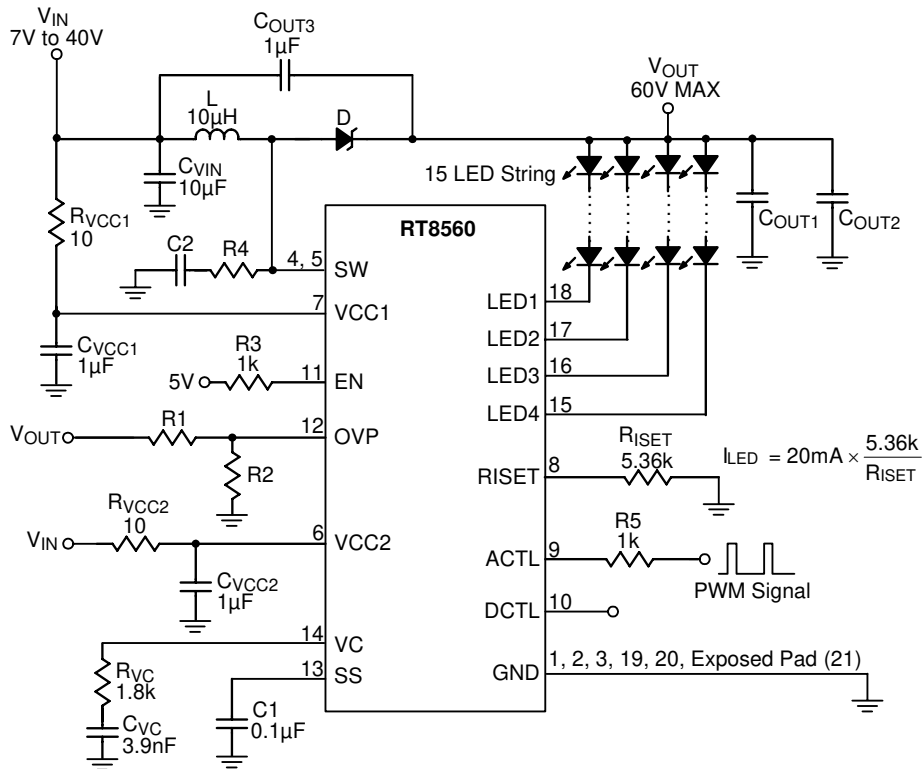 VIN
7V to 40V
COUT3
1µF
VOUT
60V MAX
L
10µH
D
CVIN
10µF
15 LED String
RVCC1
10
COUT1
COUT2
RT8560
C2
R4
4, 5
SW
LED1
18
7
VCC1
LED2
17
CVCC1
1µF
R3
1k
5V
11
EN
LED3
16
LED4
15
VOUT
R1
12
OVP
R2
RISET
8
RISET
5.36k
ILED = 20mA × 5.36k
RISET
VIN
RVCC2
10
6
VCC2
CVCC2
1µF
ACTL
9
R5
1k
PWM Signal
DCTL
10
14
VC
RVC
1.8k
CVC
3.9nF
13
SS
C1
0.1µF
GND
1, 2, 3, 19, 20, Exposed Pad (21)